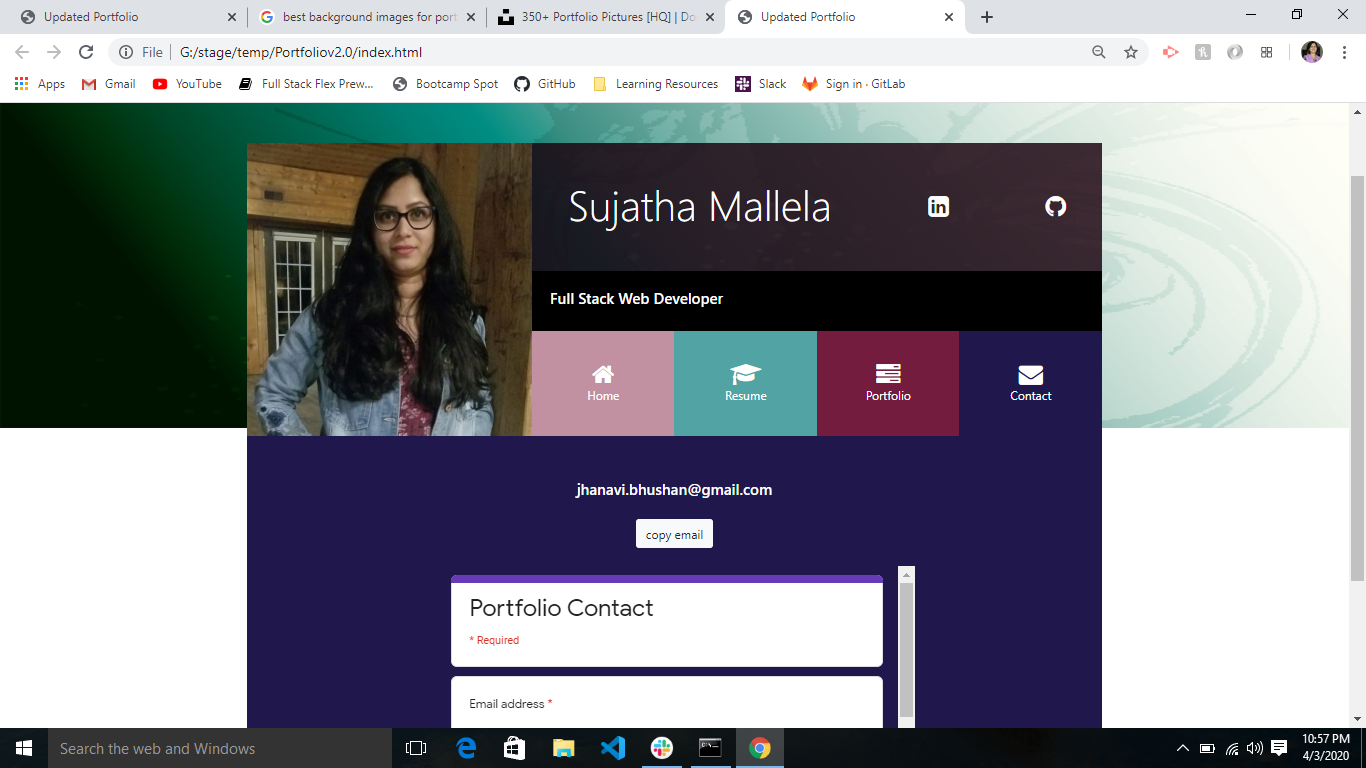 Updated Portfolio
best background images for port
350+ Portfolio Pictures [HQ] | Do
Updated Portfolio
File
G:/stage/temp/Portfoliov2.0/index.html
Apps
Gmail
YouTube
Full Stack Flex Prew...
Bootcamp Spot
GitHub
Learning Resources
Slack
Sign in · GitLab
Sujatha Mallela
Full Stack Web Developer
Home
Resume
Portfolio
Contact
jhanavi.bhushan@gmail.com
copy email
Portfolio Contact
* Required
Email address *
Search the web and Windows
10:57 PM
4/3/2020